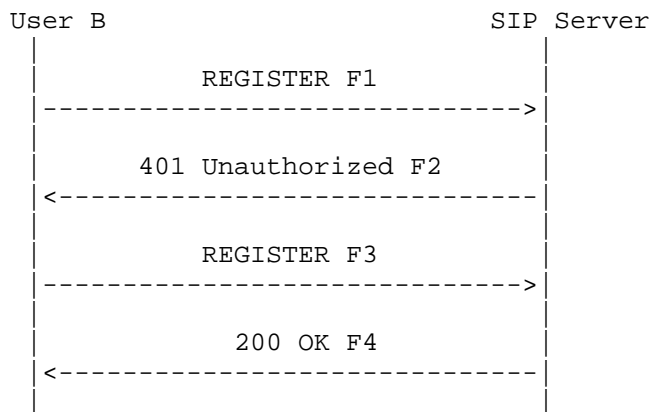 User B SIP Server
REGISTER F1
401 Unauthorized F2
REGISTER F3
200 OK F4